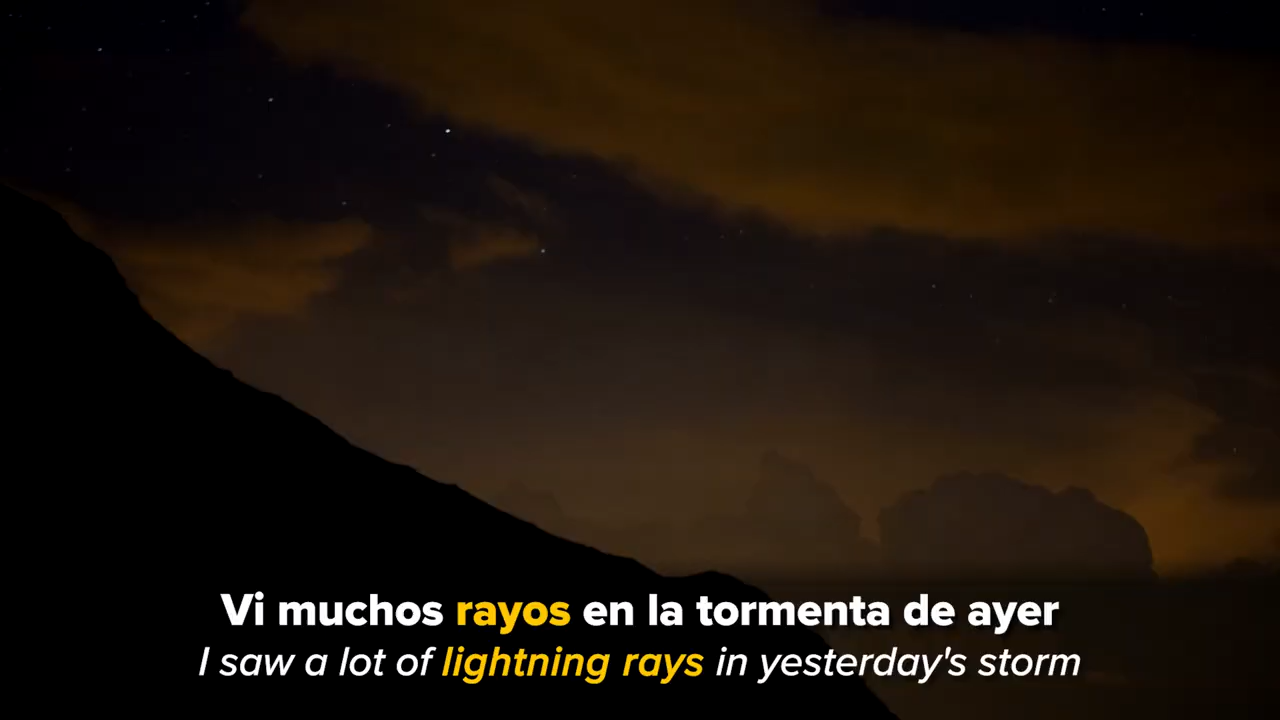 Vi muchos rayos en la tormenta de ayer
I saw a lot of lightning rays in yesterday's storm